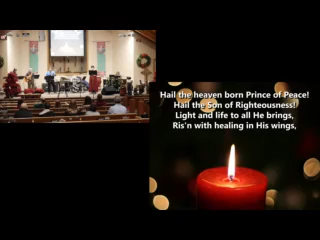 Hail the heaven born Prince of Peace!
Hail the Son of Righteousness!
Light and life to all He brings,
Ris'n with healing in His wings,